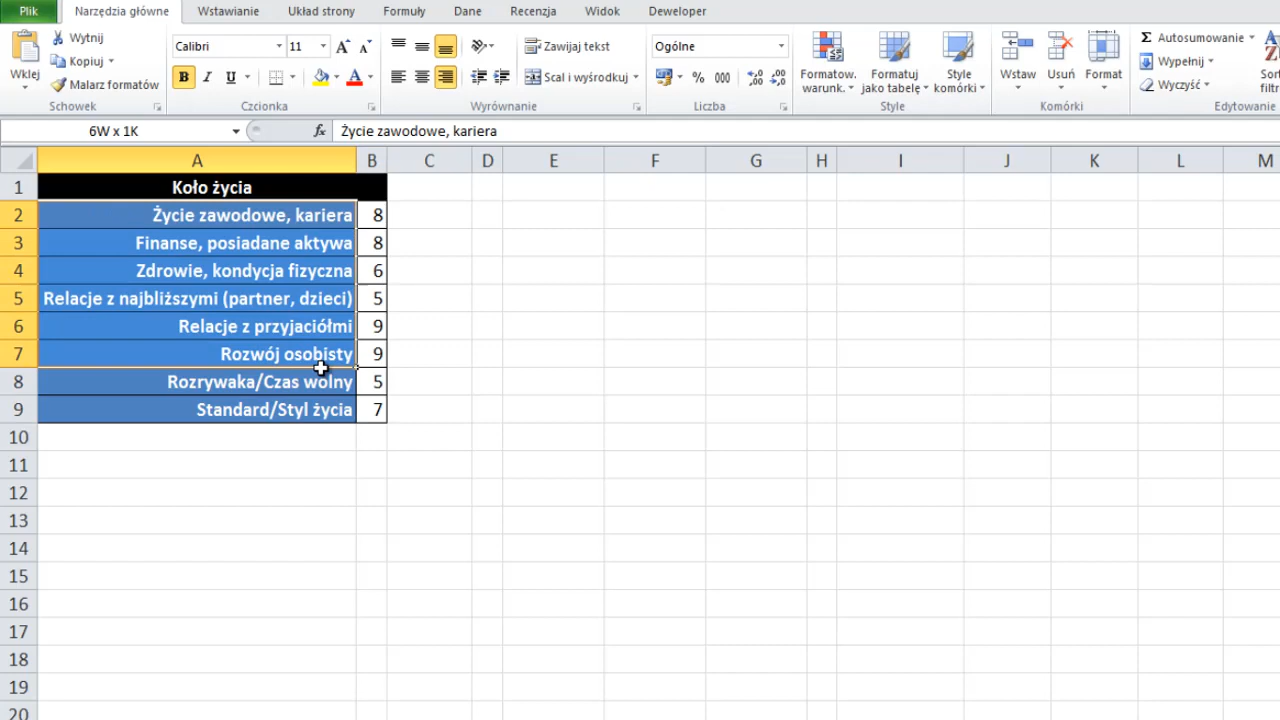 Plik Narzędzia główne Wstawianie Układ strony Formuły Dane Recenzja Widok Deweloper
Wklej
Wytnij
Kopiuj
Malarz formatów
Schowek
Calibri 11
B I U
Czcionka
Zawijaj tekst
Scal i wyśrodkuj
Wyrównanie
Ogólne
% 000
Liczba
Formatow. warunk.
Formatuj jako tabelę
Style komórki
Style
Wstaw Usuń Format
Komórki
Σ Autosumowanie
Wypełnij
Wyczyść
Edytowanie
6W x 1K fx Życie zawodowe, kariera
A B C D E F G H I J K L M
1 Koło życia
2 Życie zawodowe, kariera 8
3 Finanse, posiadane aktywa 8
4 Zdrowie, kondycja fizyczna 6
5 Relacje z najbliższymi (partner, dzieci) 5
6 Relacje z przyjaciółmi 9
7 Rozwój osobisty 9
8 Rozrywaka/Czas wolny 5
9 Standard/Styl życia 7
10
11
12
13
14
15
16
17
18
19
20